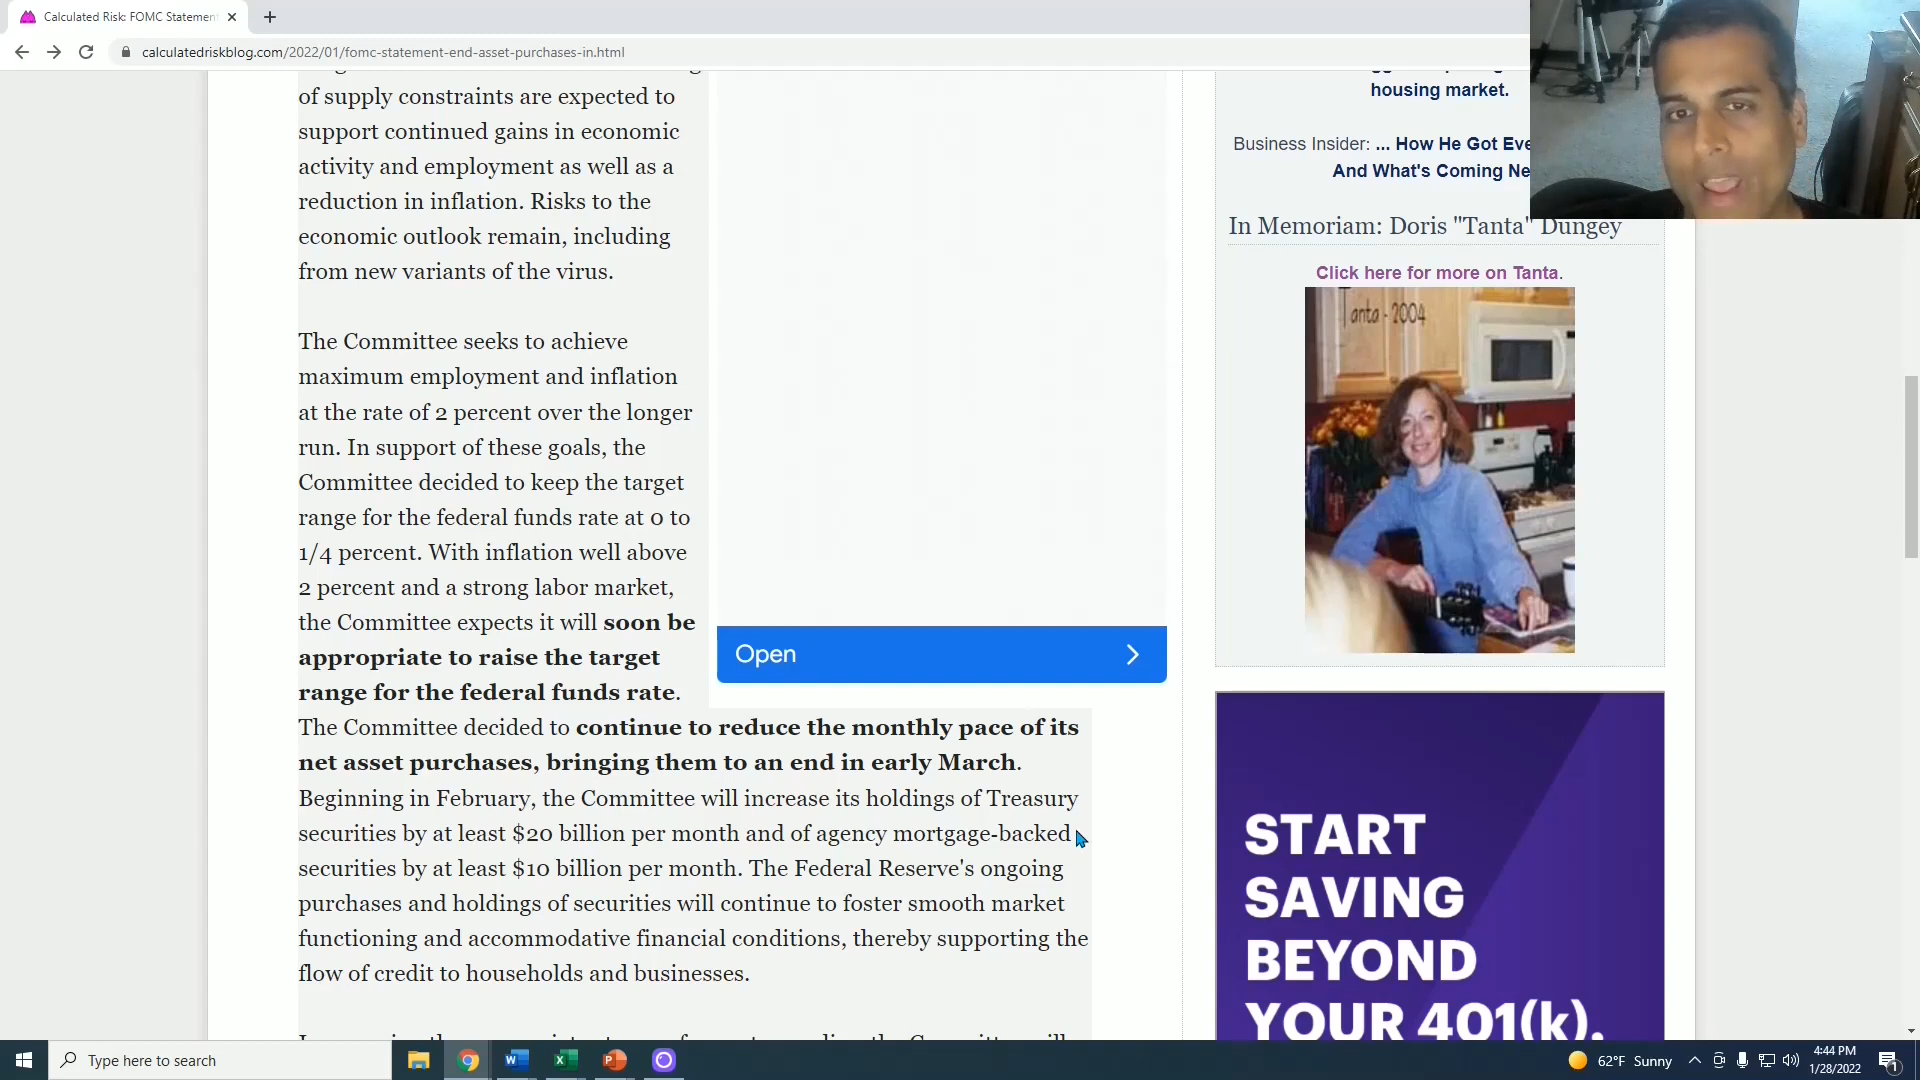 Calculated Risk: FOMC Statement
calculatedriskblog.com/2022/01/fomc-statement-end-asset-purchases-in.html
of supply constraints are expected to
support continued gains in economic
activity and employment as well as a
reduction in inflation. Risks to the
economic outlook remain, including
from new variants of the virus.
The Committee seeks to achieve
maximum employment and inflation
at the rate of 2 percent over the longer
run. In support of these goals, the
Committee decided to keep the target
range for the federal funds rate at 0 to
1/4 percent. With inflation well above
2 percent and a strong labor market,
the Committee expects it will soon be
appropriate to raise the target
range for the federal funds rate.
The Committee decided to continue to reduce the monthly pace of its
net asset purchases, bringing them to an end in early March.
Beginning in February, the Committee will increase its holdings of Treasury
securities by at least $20 billion per month and of agency mortgage-backed
securities by at least $10 billion per month. The Federal Reserve's ongoing
purchases and holdings of securities will continue to foster smooth market
functioning and accommodative financial conditions, thereby supporting the
flow of credit to households and businesses.
Open
housing market.
Business Insider: ... How He Got Eve
And What's Coming Ne
In Memoriam: Doris "Tanta" Dungey
Click here for more on Tanta.
Tanta - 2004
START
SAVING
BEYOND
YOUR 401(k).
Type here to search
62°F Sunny
4:44 PM
1/28/2022
1